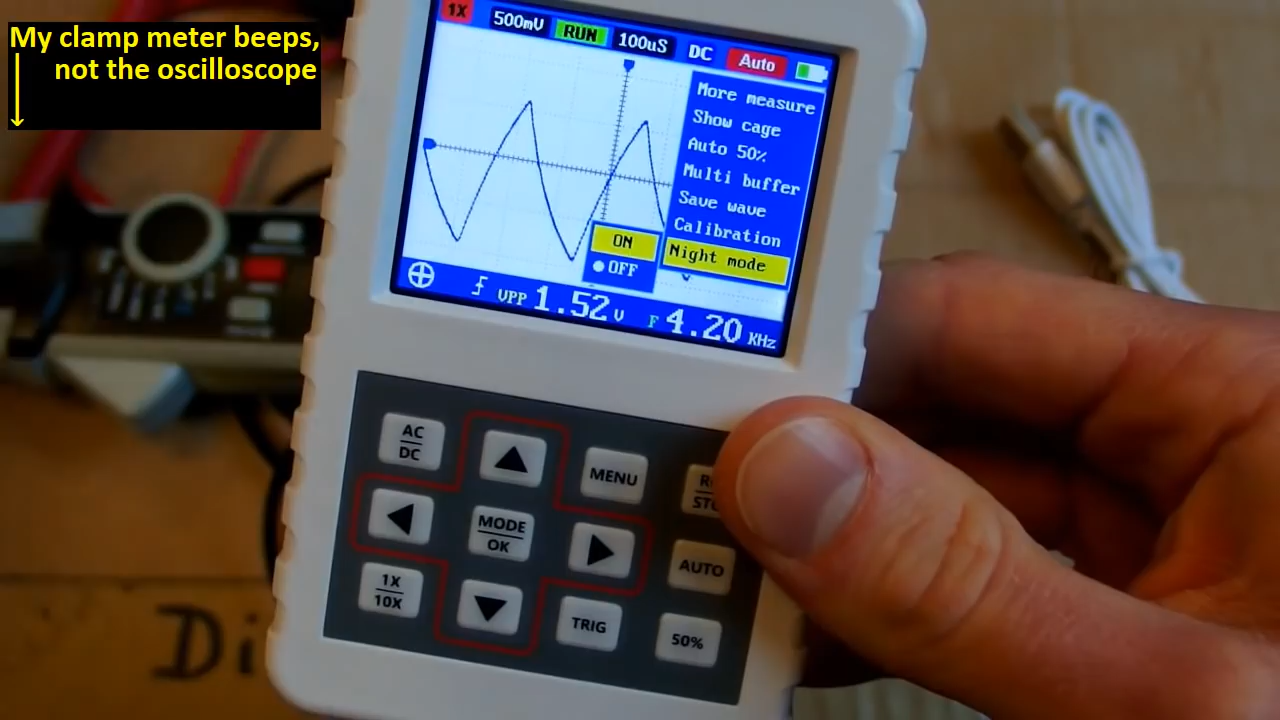 My clamp meter beeps,
not the oscilloscope
1X 500mV RUN 100uS DC Auto
More measure
Show cage
Auto 50%
Multi buffer
Save wave
Calibration
Night mode
ON
OFF
VPP 1.52 V F 4.20 KHz
AC
DC
MENU
MODE
OK
AUTO
1X
10X
TRIG
50%
Di